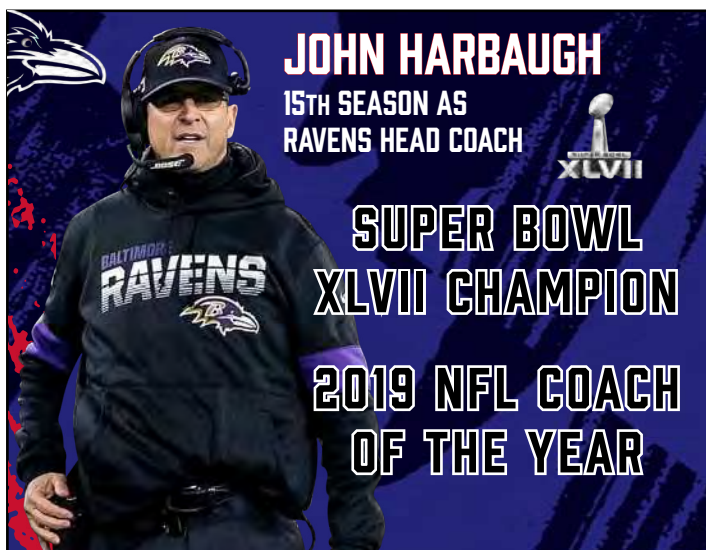 JOHN HARBAUGH
15TH SEASON AS
RAVENS HEAD COACH
SUPER BOWL
XLVII
SUPER BOWL
XLVII CHAMPION
2019 NFL COACH
OF THE YEAR
BOSE
BALTIMORE
RAVENS